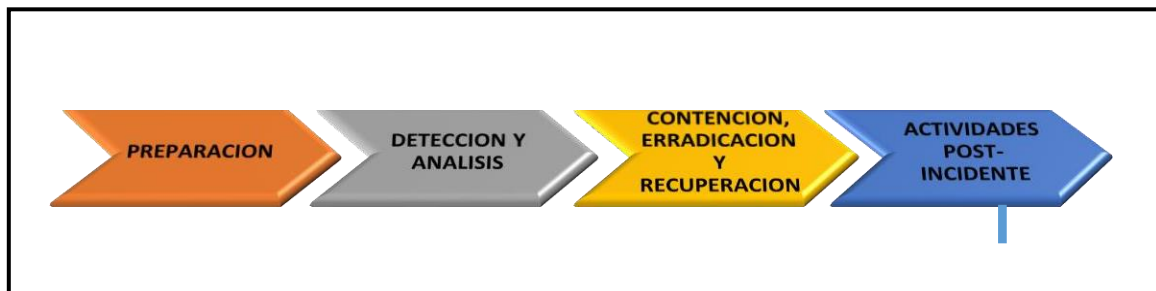 PREPARACION
DETECCION Y
ANALISIS
CONTENCION,
ERRADICACION
Y
RECUPERACION
ACTIVIDADES
POST-
INCIDENTE